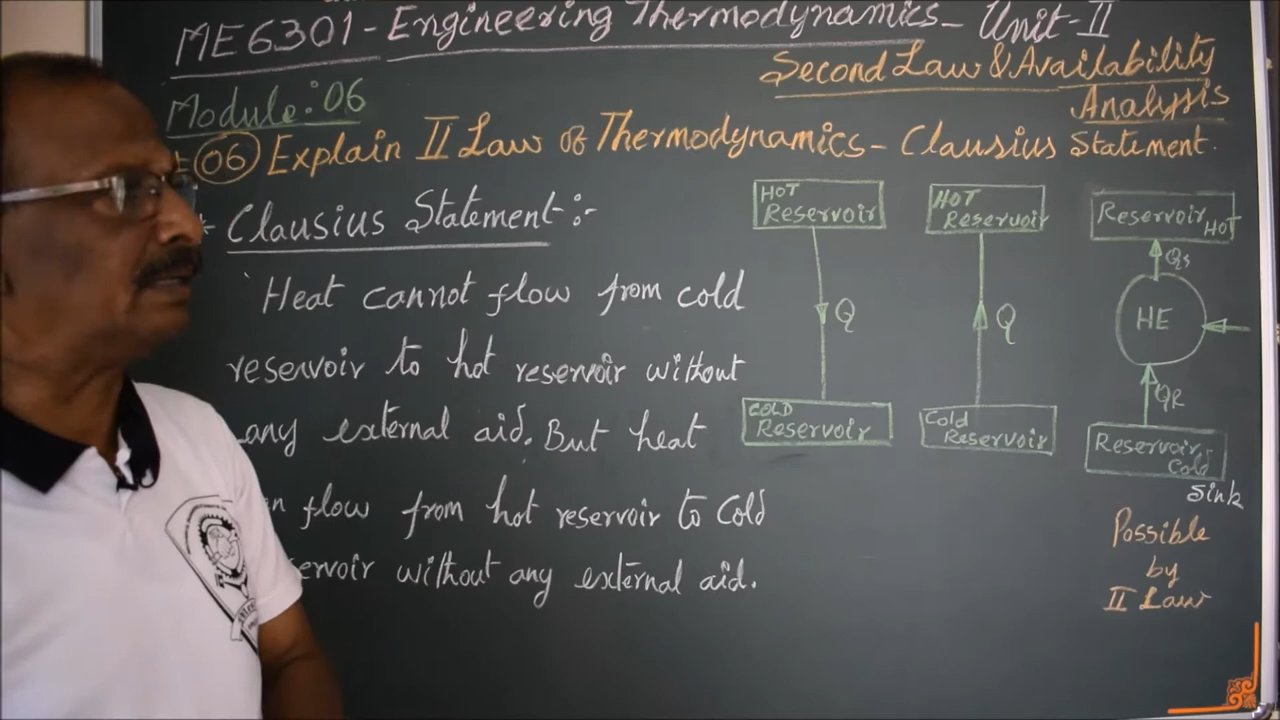 ME6301-Engineering Thermodynamics- Unit-II
Second Law & Availability
Analysis
Module:06
06 Explain II Law of Thermodynamics- Clausius Statement.
Clausius Statement:-
Heat cannot flow from cold
reservoir to hot reservoir without
any external aid. But heat
n flow from hot reservoir to Cold
ervoir without any external aid.
HOT
Reservoir
Q
COLD
Reservoir
HOT
Reservoir
Q
Cold
Reservoir
Reservoir
HOT
Qs
HE
QR
Reservoir
Cold
Sink
Possible
by
II Law